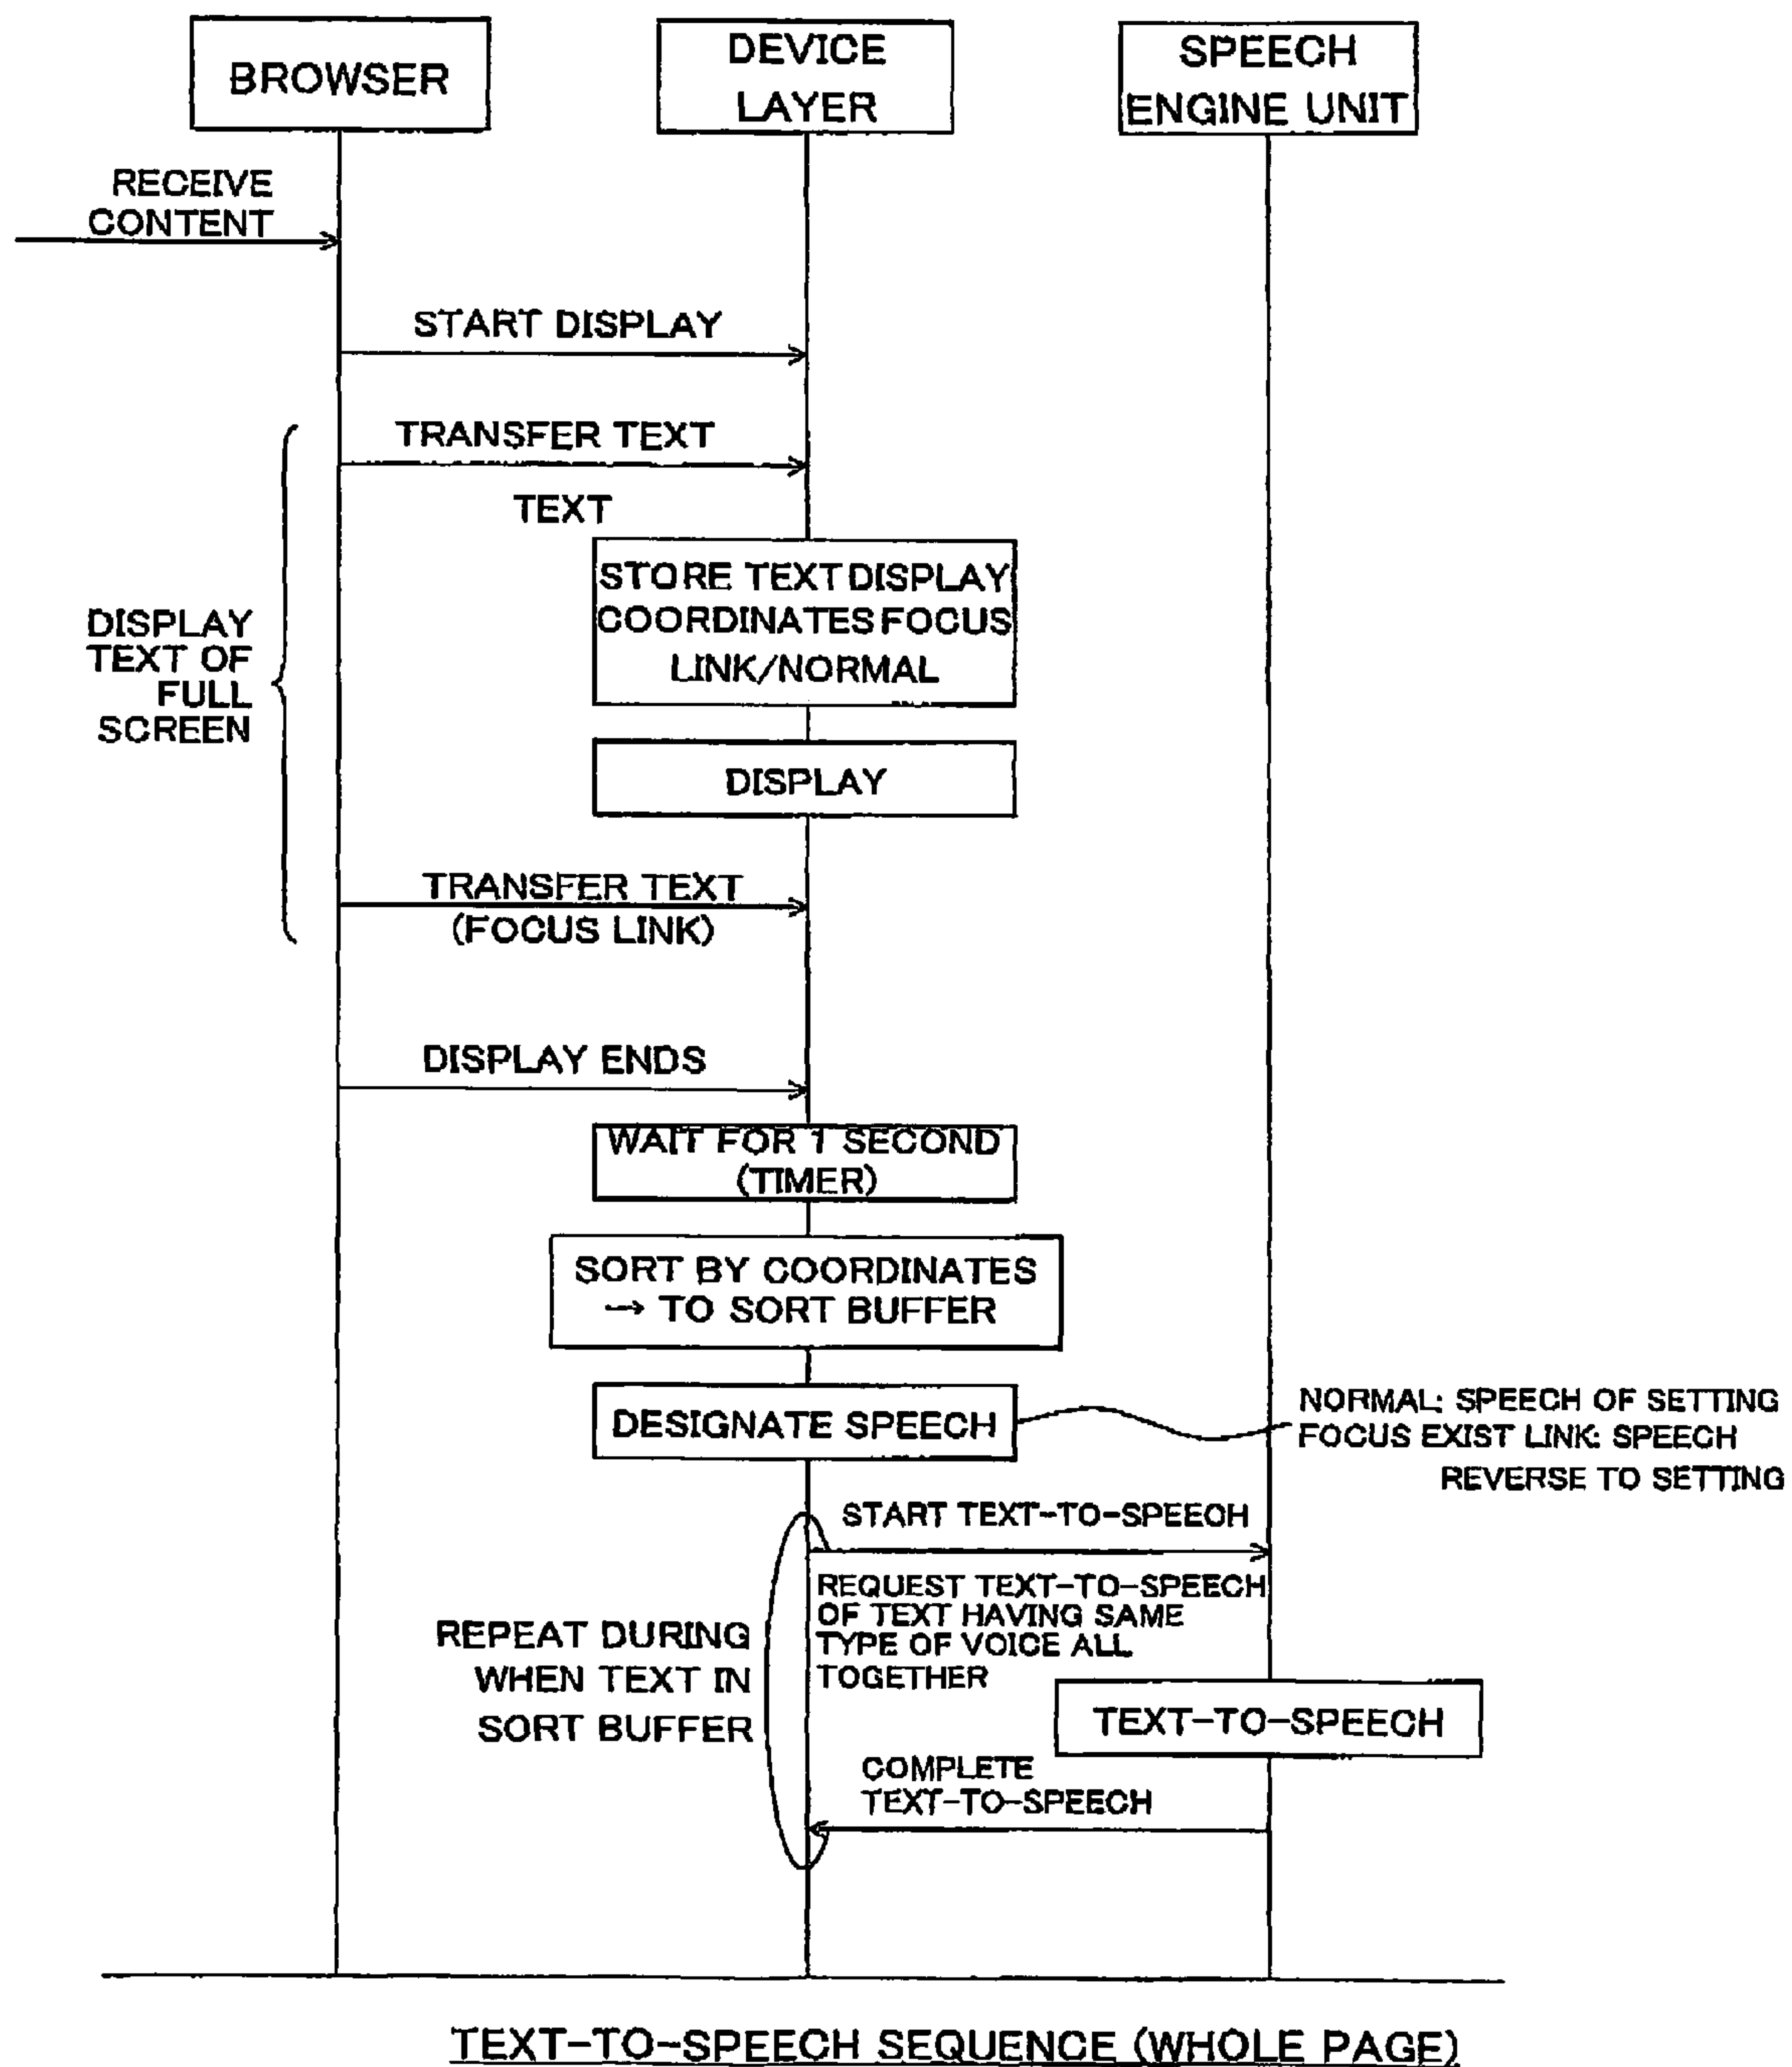 BROWSER
DEVICE
LAYER
SPEECH
ENGINE UNIT
RECEIVE
CONTENT
START DISPLAY
TRANSFER TEXT
TEXT
STORE TEXT DISPLAY
COORDINATES FOCUS
LINK/NORMAL
DISPLAY
TEXT OF
FULL
SCREEN
DISPLAY
TRANSFER TEXT
(FOCUS LINK)
DISPLAY ENDS
WAIT FOR 1 SECOND
(TIMER)
SORT BY COORDINATES
→ TO SORT BUFFER
DESIGNATE SPEECH
NORMAL: SPEECH OF SETTING
FOCUS EXIST LINK: SPEECH
REVERSE TO SETTING
START TEXT-TO-SPEECH
REQUEST TEXT-TO-SPEECH
OF TEXT HAVING SAME
TYPE OF VOICE ALL
TOGETHER
REPEAT DURING
WHEN TEXT IN
SORT BUFFER
TEXT-TO-SPEECH
COMPLETE
TEXT-TO-SPEECH
TEXT-TO-SPEECH SEQUENCE (WHOLE PAGE)